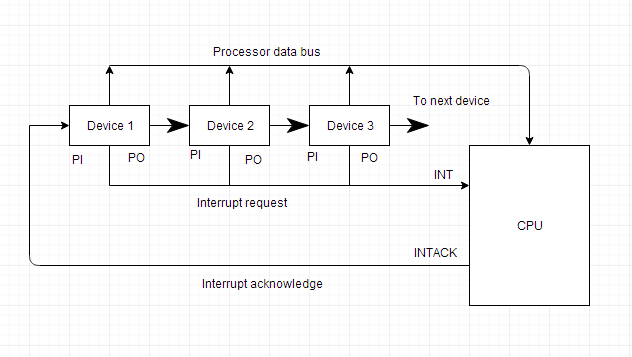 Processor data bus
To next device
Device 1
Device 2
Device 3
PI
PO
PI
PO
PI
PO
INT
Interrupt request
CPU
INTACK
Interrupt acknowledge